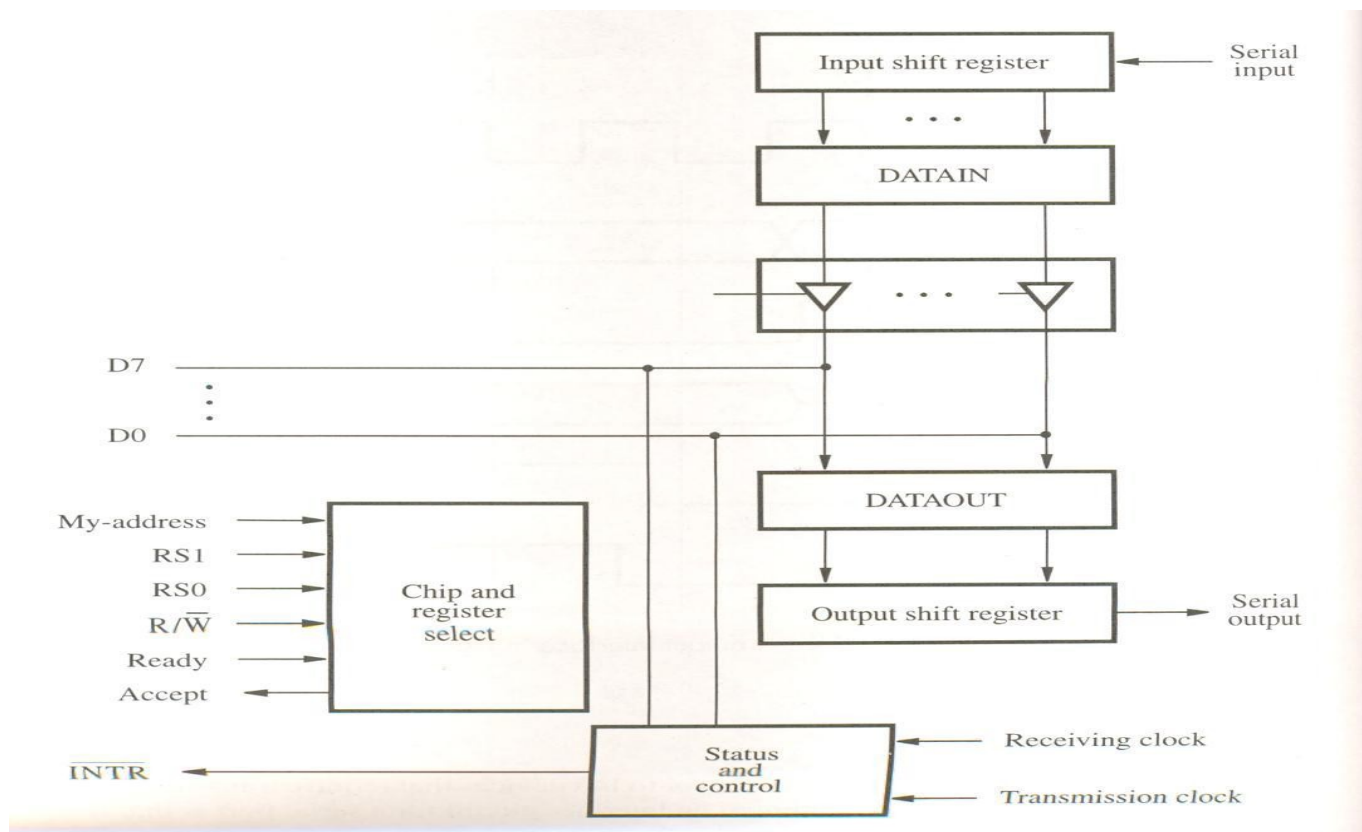 Input shift register
Serial
input
DATAIN
D7
D0
DATAOUT
My-address
RS1
RS0
R/W̅
Ready
Accept
Chip and
register
select
Output shift register
Serial
output
I̅N̅T̅R̅
Status
and
control
Receiving clock
Transmission clock